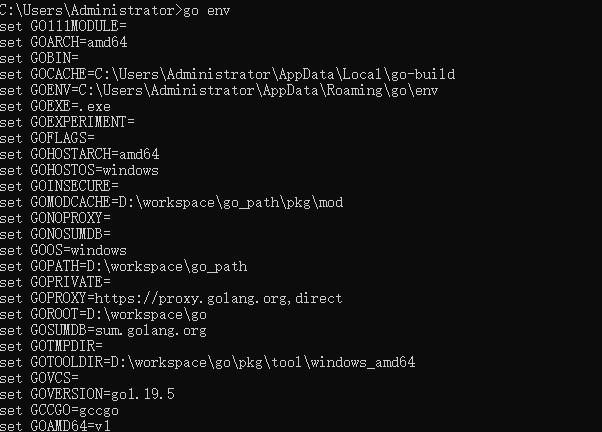 C:\Users\Administrator>go env
set GO111MODULE=
set GOARCH=amd64
set GOBIN=
set GOCACHE=C:\Users\Administrator\AppData\Local\go-build
set GOENV=C:\Users\Administrator\AppData\Roaming\go\env
set GOEXE=.exe
set GOEXPERIMENT=
set GOFLAGS=
set GOHOSTARCH=amd64
set GOHOSTOS=windows
set GOINSECURE=
set GOMODCACHE=D:\workspace\go_path\pkg\mod
set GONOPROXY=
set GONOSUMDB=
set GOOS=windows
set GOPATH=D:\workspace\go_path
set GOPRIVATE=
set GOPROXY=https://proxy.golang.org,direct
set GOROOT=D:\workspace\go
set GOSUMDB=sum.golang.org
set GOTMPDIR=
set GOTOOLDIR=D:\workspace\go\pkg\tool\windows_amd64
set GOVCS=
set GOVERSION=go1.19.5
set GCCGO=gccgo
set GOAMD64=v1